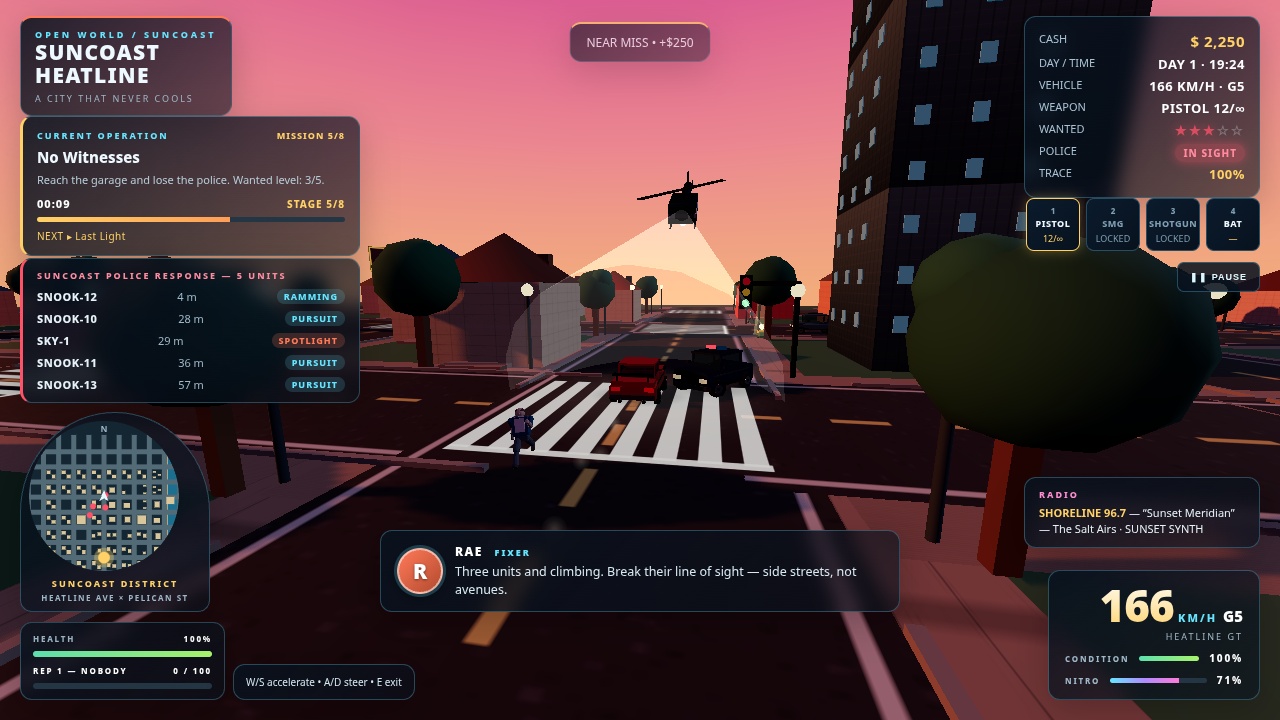 OPEN WORLD / SUNCOAST
SUNCOAST
HEATLINE
A CITY THAT NEVER COOLS
CURRENT OPERATION MISSION 5/8
No Witnesses
Reach the garage and lose the police. Wanted level: 3/5.
00:09 STAGE 5/8
NEXT ▸ Last Light
SUNCOAST POLICE RESPONSE — 5 UNITS
SNOOK-12 4 m RAMMING
SNOOK-10 28 m PURSUIT
SKY-1 29 m SPOTLIGHT
SNOOK-11 36 m PURSUIT
SNOOK-13 57 m PURSUIT
N
SUNCOAST DISTRICT
HEATLINE AVE × PELICAN ST
HEALTH 100%
REP 1 — NOBODY 0 / 100
W/S accelerate • A/D steer • E exit
NEAR MISS • +$250
R
RAE FIXER
Three units and climbing. Break their line of sight — side streets, not
avenues.
CASH $ 2,250
DAY / TIME DAY 1 · 19:24
VEHICLE 166 KM/H · G5
WEAPON PISTOL 12/∞
WANTED ★★★☆☆
POLICE IN SIGHT
TRACE 100%
1 PISTOL 12/∞
2 SMG LOCKED
3 SHOTGUN LOCKED
4 BAT —
❚❚ PAUSE
RADIO
SHORELINE 96.7 — “Sunset Meridian”
— The Salt Airs · SUNSET SYNTH
166 KM/H G5
HEATLINE GT
CONDITION 100%
NITRO 71%